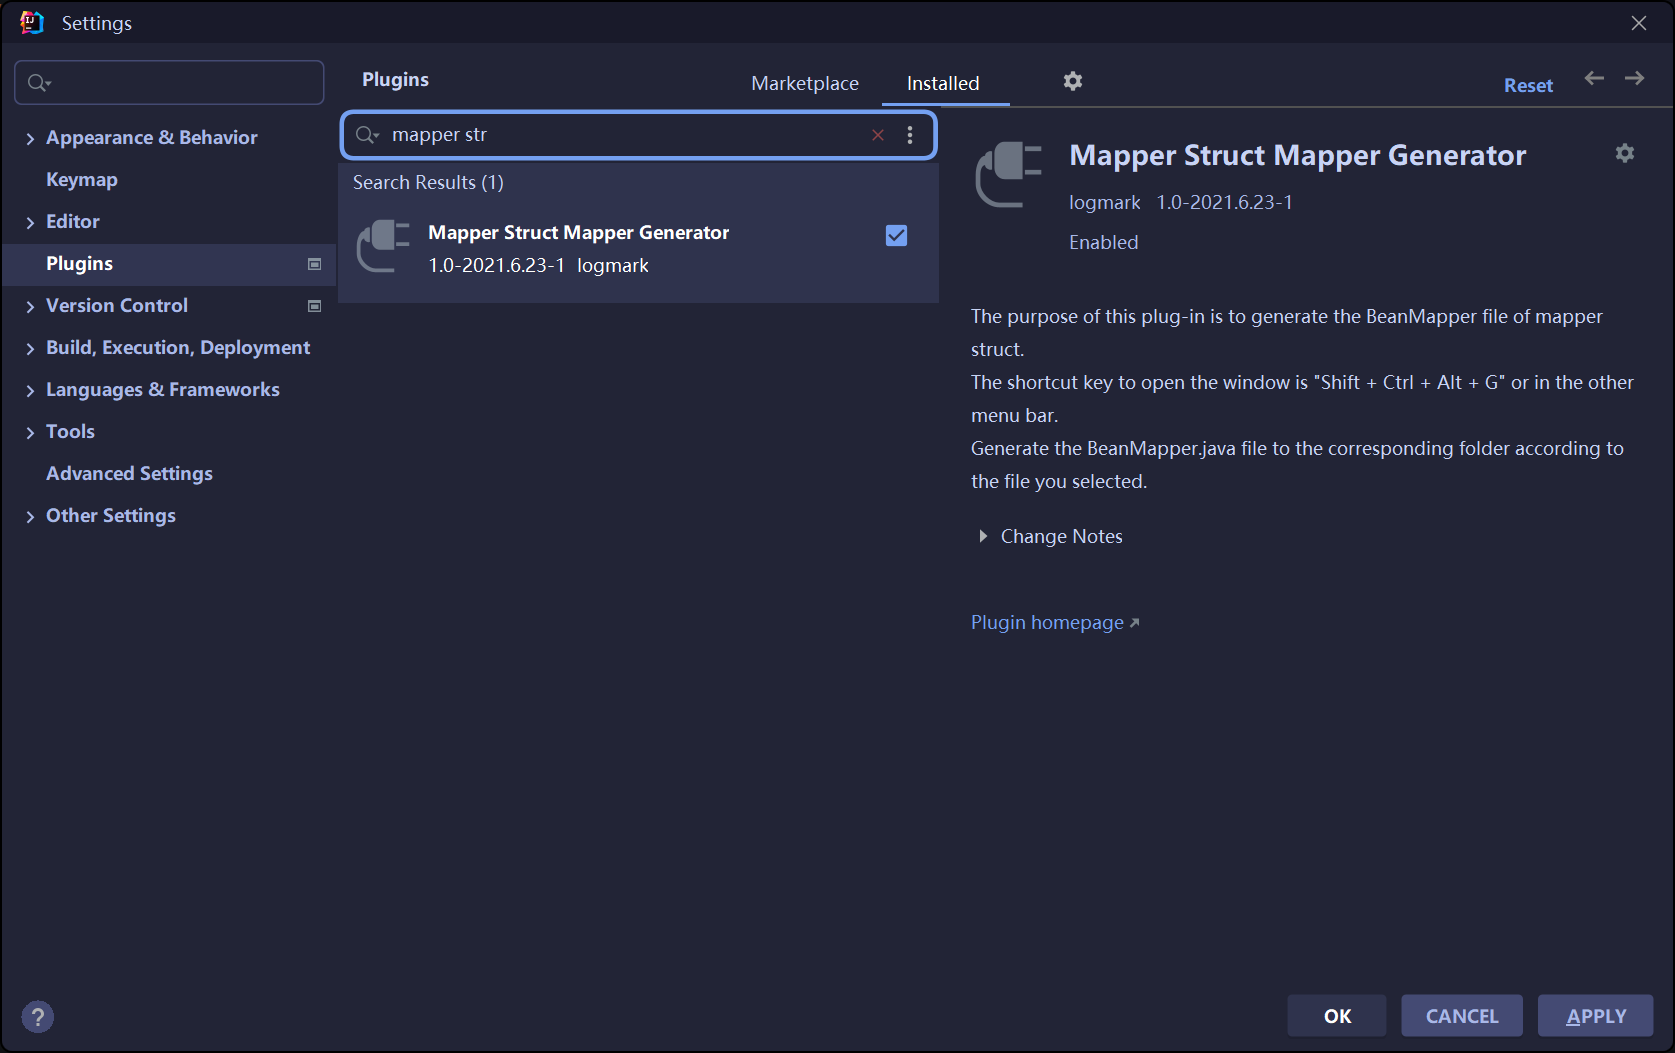 Settings
Appearance & Behavior
Keymap
Editor
Plugins
Version Control
Build, Execution, Deployment
Languages & Frameworks
Tools
Advanced Settings
Other Settings
?
Plugins
Marketplace
Installed
Reset
mapper str
Search Results (1)
Mapper Struct Mapper Generator
1.0-2021.6.23-1 logmark
Mapper Struct Mapper Generator
logmark 1.0-2021.6.23-1
Enabled
The purpose of this plug-in is to generate the BeanMapper file of mapper
struct.
The shortcut key to open the window is "Shift + Ctrl + Alt + G" or in the other
menu bar.
Generate the BeanMapper.java file to the corresponding folder according to
the file you selected.
Change Notes
Plugin homepage
OK
CANCEL
APPLY